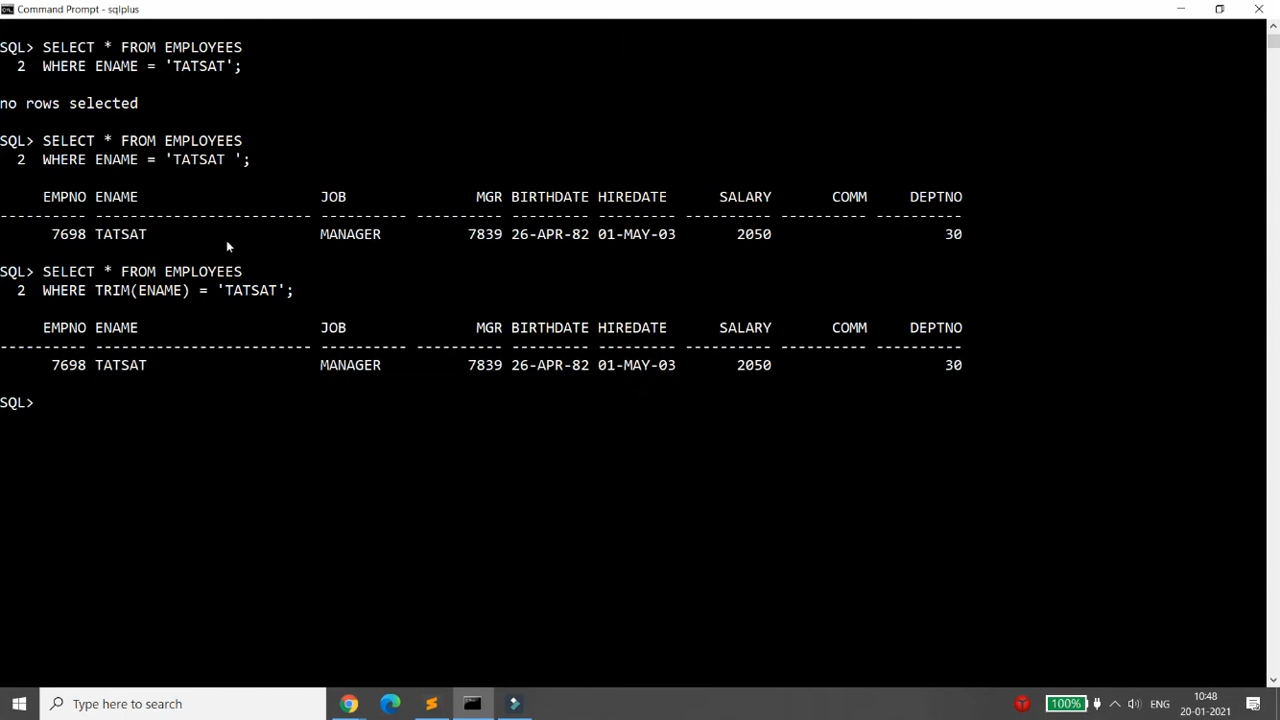 Command Prompt - sqlplus
SQL> SELECT * FROM EMPLOYEES
  2  WHERE ENAME = 'TATSAT';
no rows selected
SQL> SELECT * FROM EMPLOYEES
  2  WHERE ENAME = 'TATSAT ';
     EMPNO ENAME                     JOB               MGR BIRTHDATE HIREDATE      SALARY       COMM     DEPTNO
---------- ------------------------- ---------- ---------- --------- --------- ---------- ---------- ----------
      7698 TATSAT                    MANAGER          7839 26-APR-82 01-MAY-03       2050                    30
SQL> SELECT * FROM EMPLOYEES
  2  WHERE TRIM(ENAME) = 'TATSAT';
     EMPNO ENAME                     JOB               MGR BIRTHDATE HIREDATE      SALARY       COMM     DEPTNO
---------- ------------------------- ---------- ---------- --------- --------- ---------- ---------- ----------
      7698 TATSAT                    MANAGER          7839 26-APR-82 01-MAY-03       2050                    30
SQL>
Type here to search
100%
ENG
10:48
20-01-2021